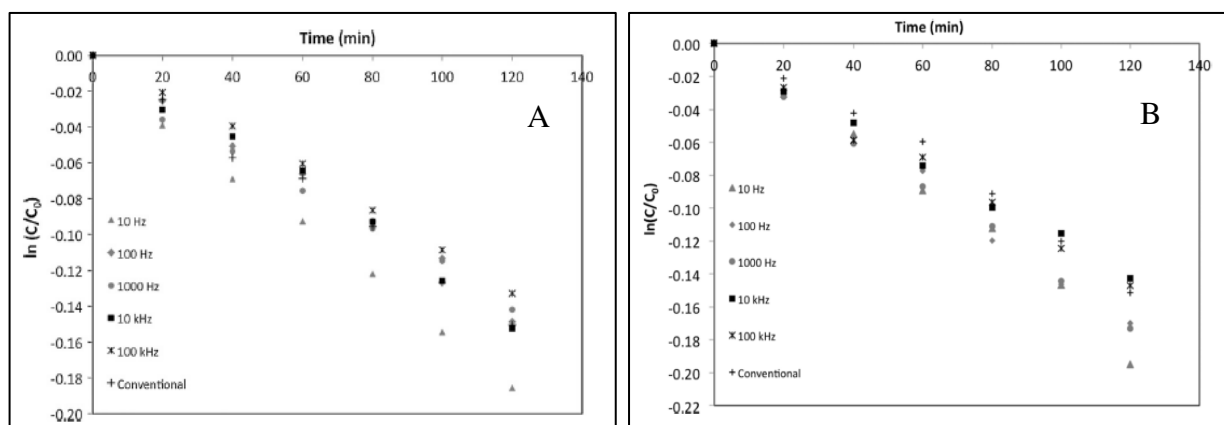 Time (min)
0.00
0 20 40 60 80 100 120 140
-0.02
-0.04
-0.06
-0.08
-0.10
-0.12
-0.14
-0.16
-0.18
-0.20
ln (C/C0)
A
10 Hz
100 Hz
1000 Hz
10 kHz
100 kHz
Conventional
Time (min)
0.00
0 20 40 60 80 100 120 140
-0.02
-0.04
-0.06
-0.08
-0.10
-0.12
-0.14
-0.16
-0.18
-0.20
-0.22
ln(C/C0)
B
10 Hz
100 Hz
1000 Hz
10 kHz
100 kHz
Conventional